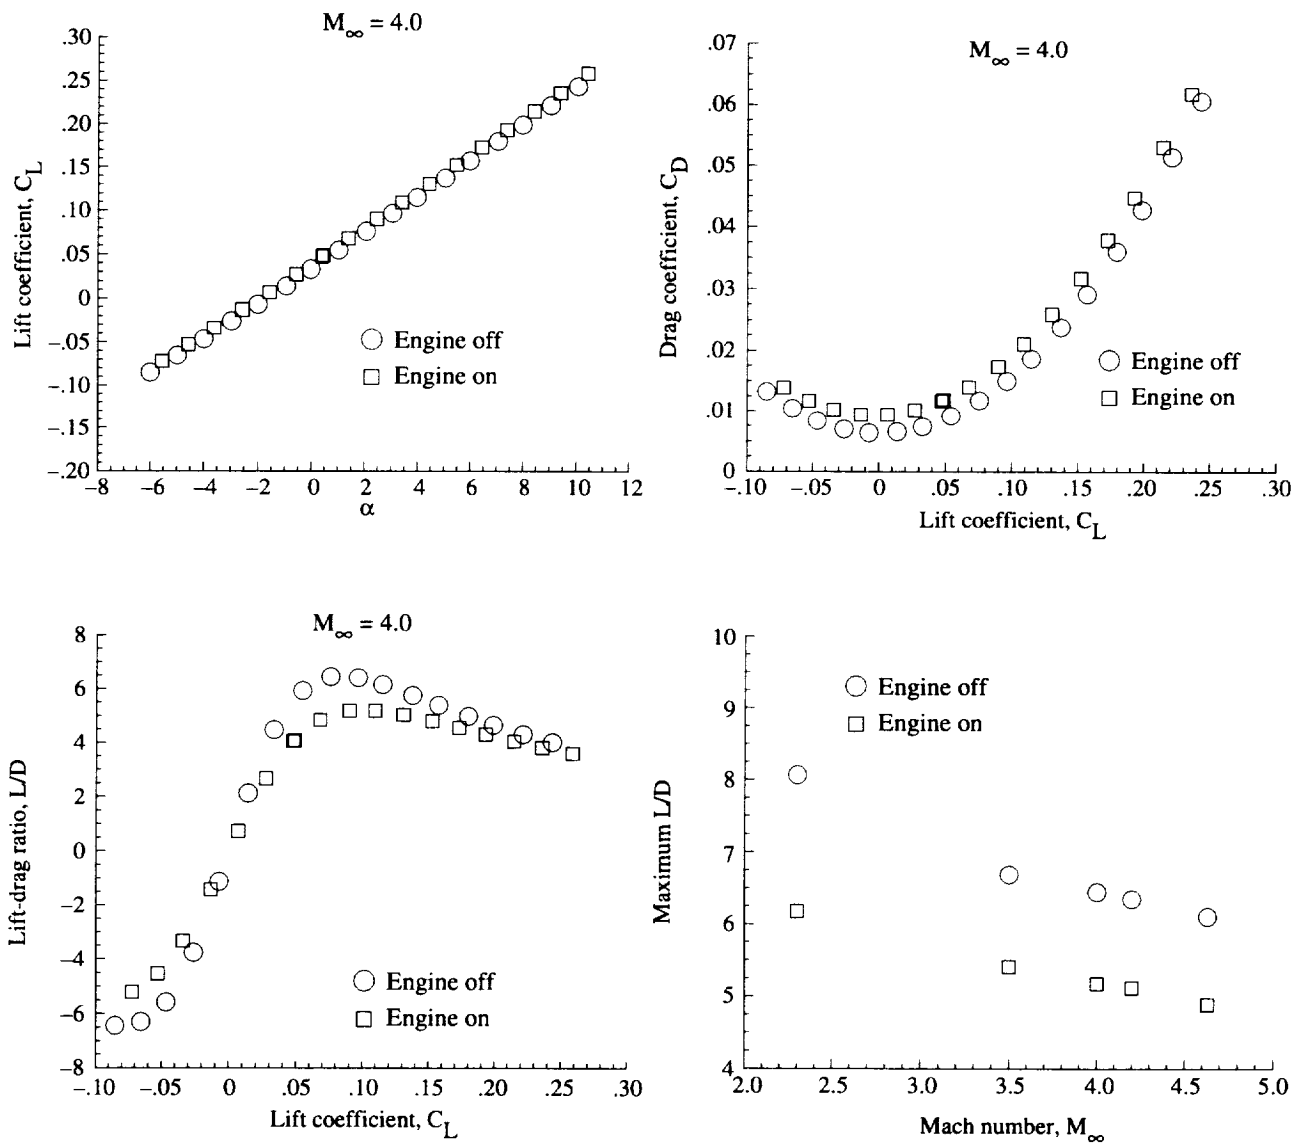 M∞ = 4.0
Lift coefficient, CL
.30
.25
.20
.15
.10
.05
0
−.05
−.10
−.15
−.20
−8 −6 −4 −2 0 2 4 6 8 10 12
α
Engine off
Engine on
M∞ = 4.0
Drag coefficient, CD
.07
.06
.05
.04
.03
.02
.01
0
−.10 −.05 0 .05 .10 .15 .20 .25 .30
Lift coefficient, CL
Engine off
Engine on
M∞ = 4.0
Lift-drag ratio, L/D
8
6
4
2
0
−2
−4
−6
−8
−.10 −.05 0 .05 .10 .15 .20 .25 .30
Lift coefficient, CL
Engine off
Engine on
Maximum L/D
10
9
8
7
6
5
4
2.0 2.5 3.0 3.5 4.0 4.5 5.0
Mach number, M∞
Engine off
Engine on